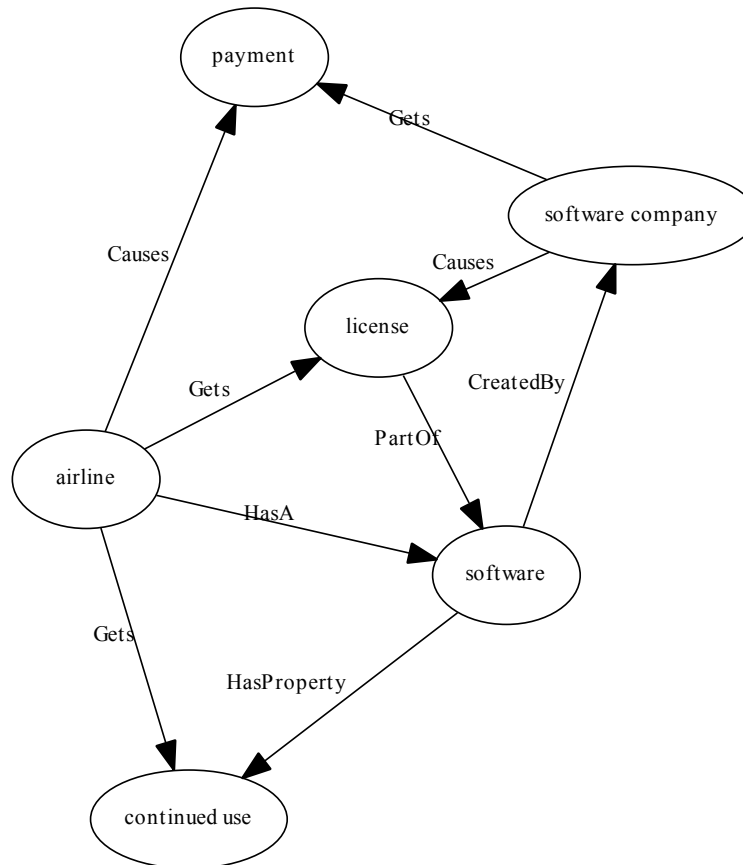 payment
Gets
software company
Causes
Causes
license
Gets
CreatedBy
PartOf
airline
HasA
software
Gets
HasProperty
continued use